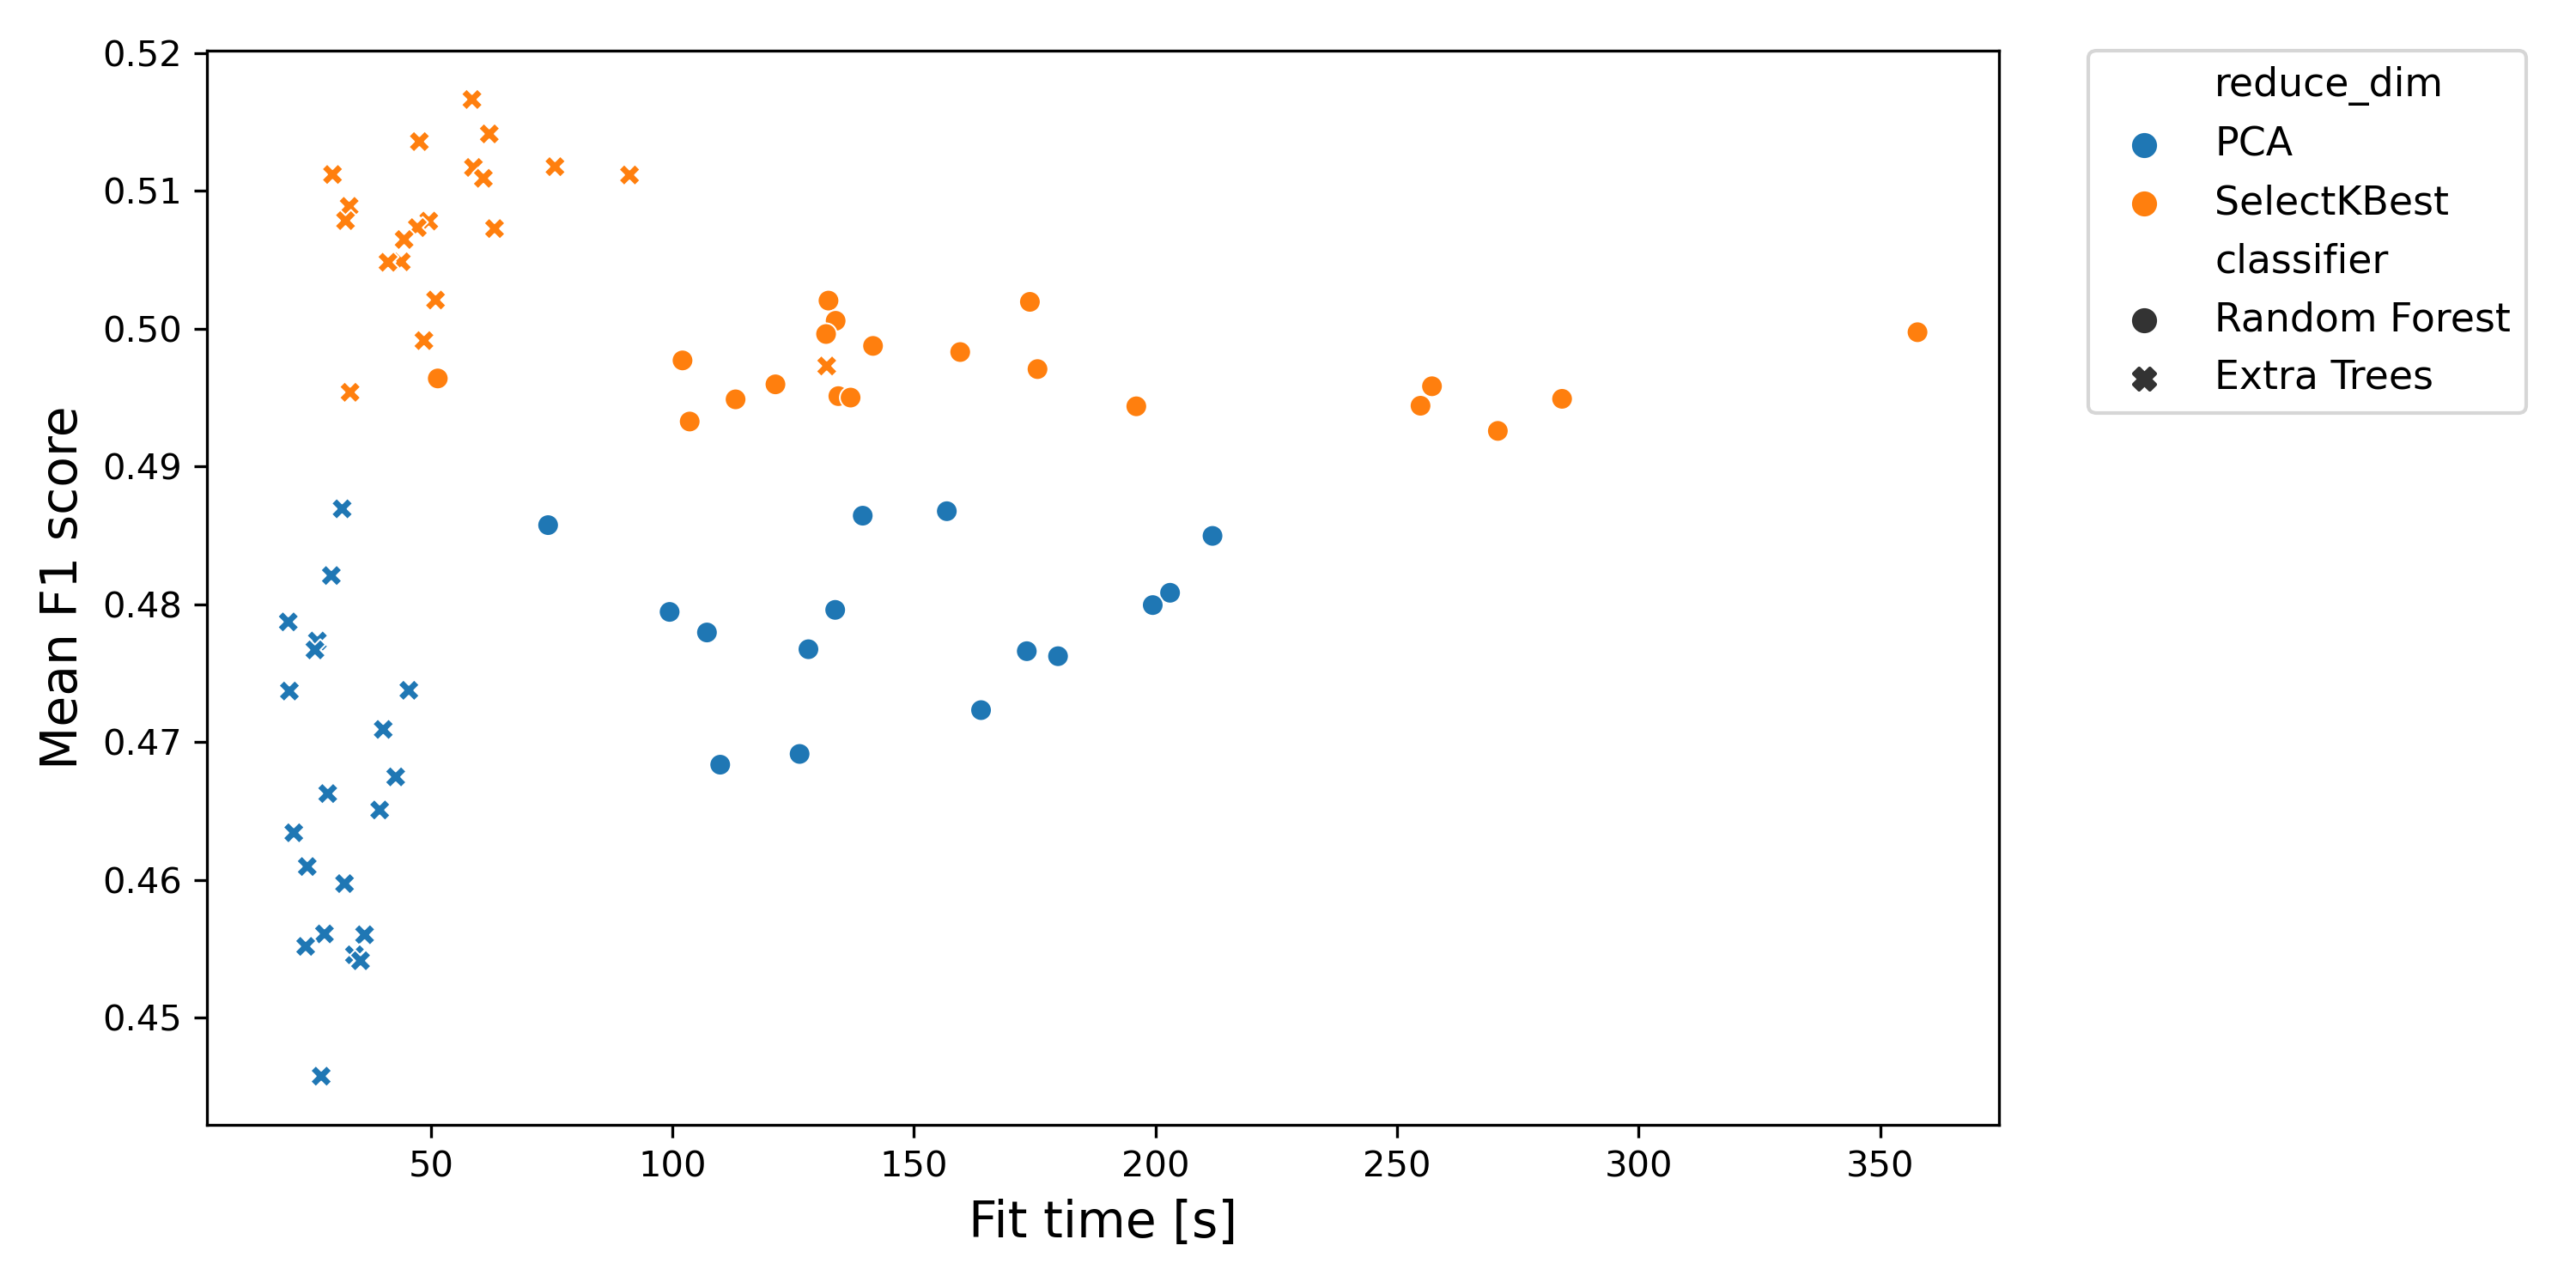 0.52
0.51
0.50
0.49
0.48
0.47
0.46
0.45
Mean F1 score
50
100
150
200
250
300
350
Fit time [s]
reduce_dim
PCA
SelectKBest
classifier
Random Forest
Extra Trees